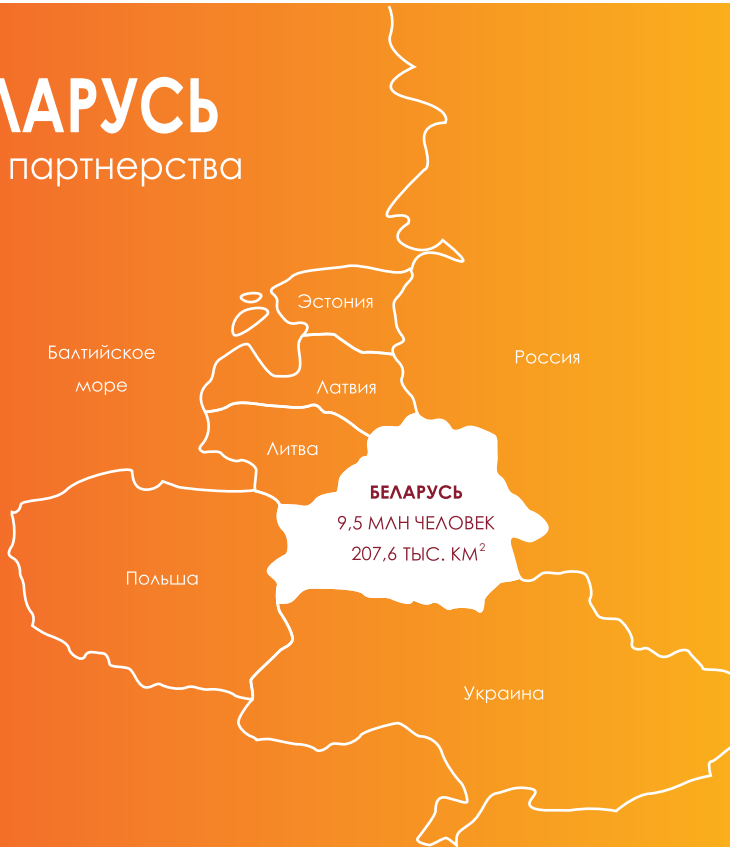 ЛАРУСЬ
партнерства
Эстония
Балтийское
море
Россия
Латвия
Литва
БЕЛАРУСЬ
9,5 МЛН ЧЕЛОВЕК
207,6 ТЫС. КМ²
Польша
Украина